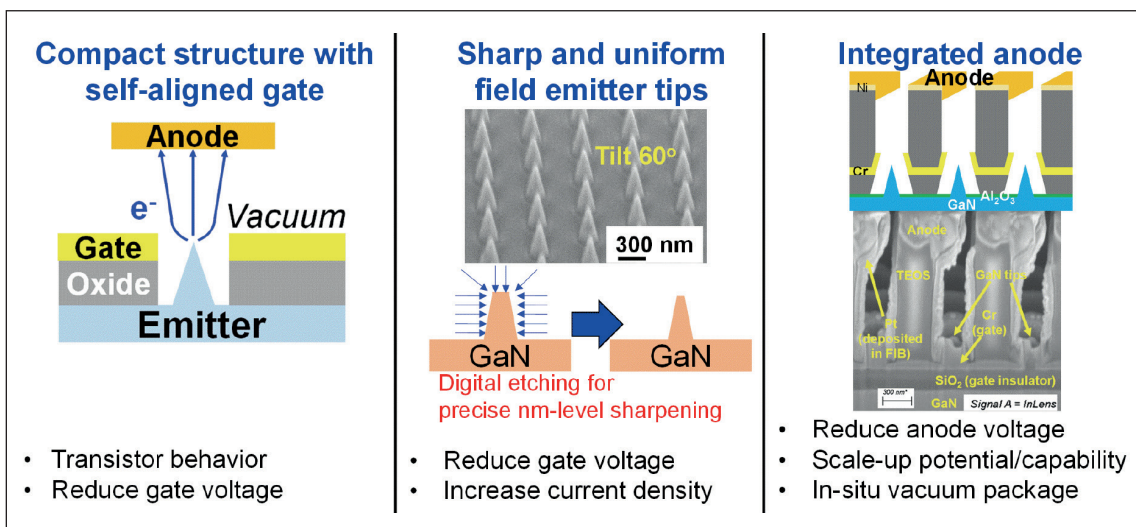 Compact structure with
self-aligned gate
Anode
e-
Vacuum
Gate
Oxide
Emitter
• Transistor behavior
• Reduce gate voltage
Sharp and uniform
field emitter tips
Tilt 60°
300 nm
GaN
GaN
Digital etching for
precise nm-level sharpening
• Reduce gate voltage
• Increase current density
Integrated anode
Anode
Ni
Cr
Al2O3
GaN
Anode
TEOS
GaN tips
Pt
(deposited
in FIB)
Cr
(gate)
SiO2 (gate insulator)
300 nm*
GaN
Signal A = InLens
• Reduce anode voltage
• Scale-up potential/capability
• In-situ vacuum package